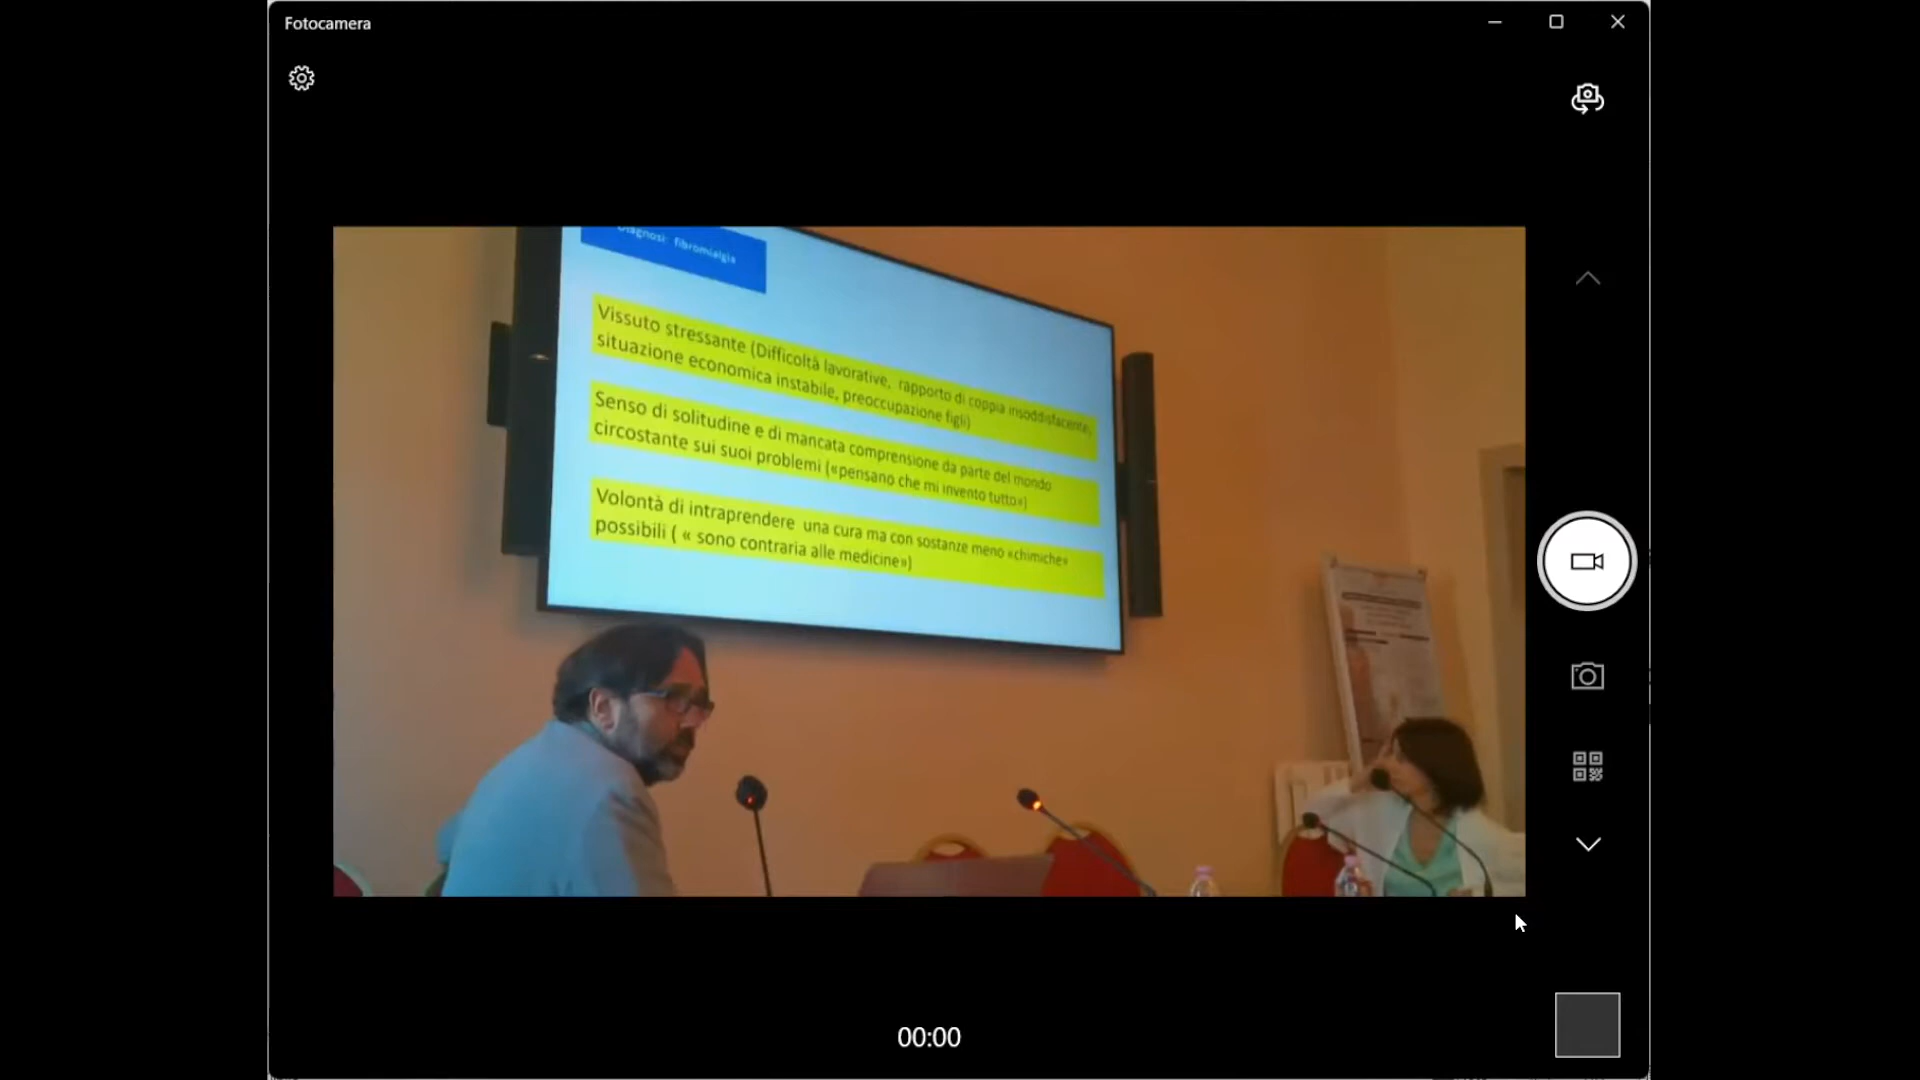 Fotocamera
Diagnosi: fibromialgia
Vissuto stressante (Difficoltà lavorative, rapporto di coppia insoddisfacente,
situazione economica instabile, preoccupazione figli)
Senso di solitudine e di mancata comprensione da parte del mondo
circostante sui suoi problemi («pensano che mi invento tutto»)
Volontà di intraprendere una cura ma con sostanze meno «chimiche»
possibili ( « sono contraria alle medicine»)
00:00